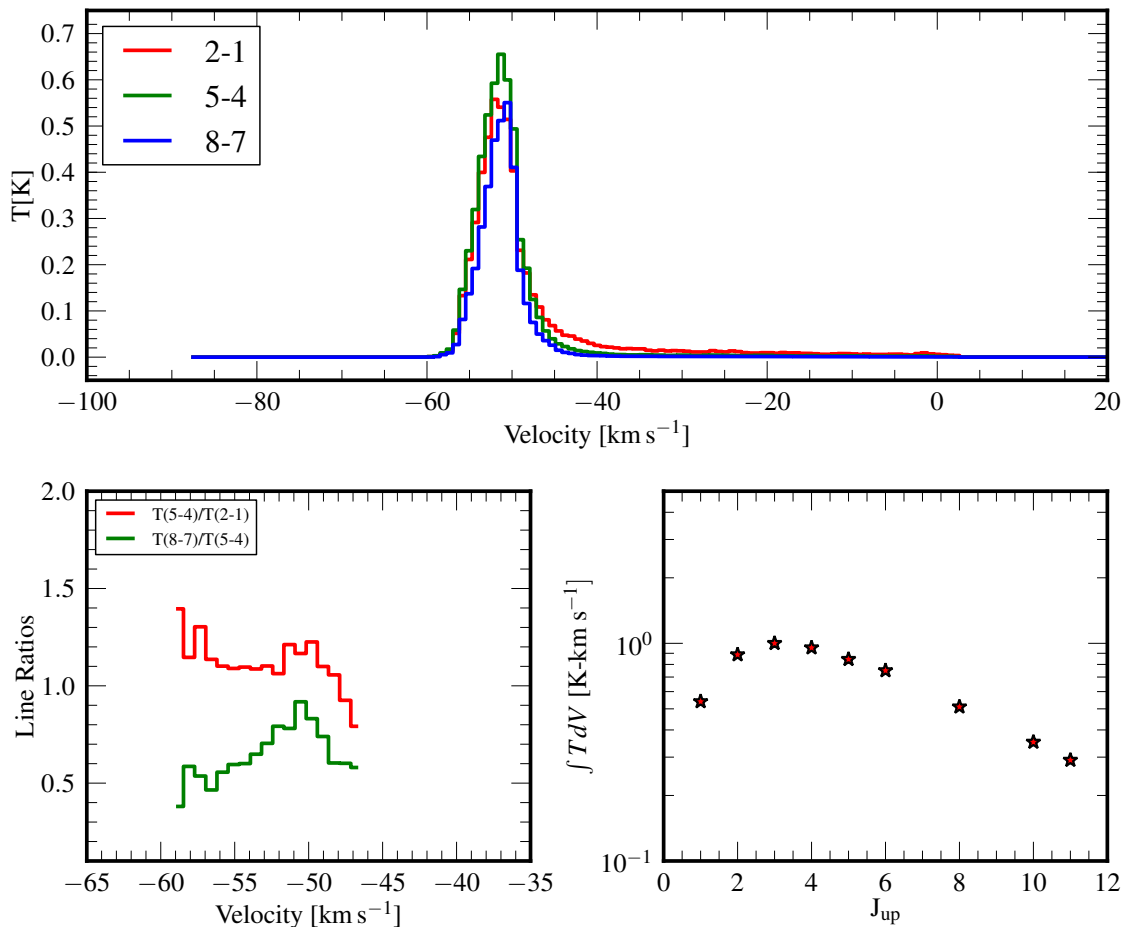 0.7
0.6
0.5
0.4
0.3
0.2
0.1
0.0
T[K]
2-1
5-4
8-7
−100 −80 −60 −40 −20 0 20
Velocity [km s⁻¹]
2.0
1.5
1.0
0.5
Line Ratios
T(5-4)/T(2-1)
T(8-7)/T(5-4)
−65 −60 −55 −50 −45 −40 −35
Velocity [km s⁻¹]
10⁰
10⁻¹
∫ T dV [K-km s⁻¹]
0 2 4 6 8 10 12
J_up